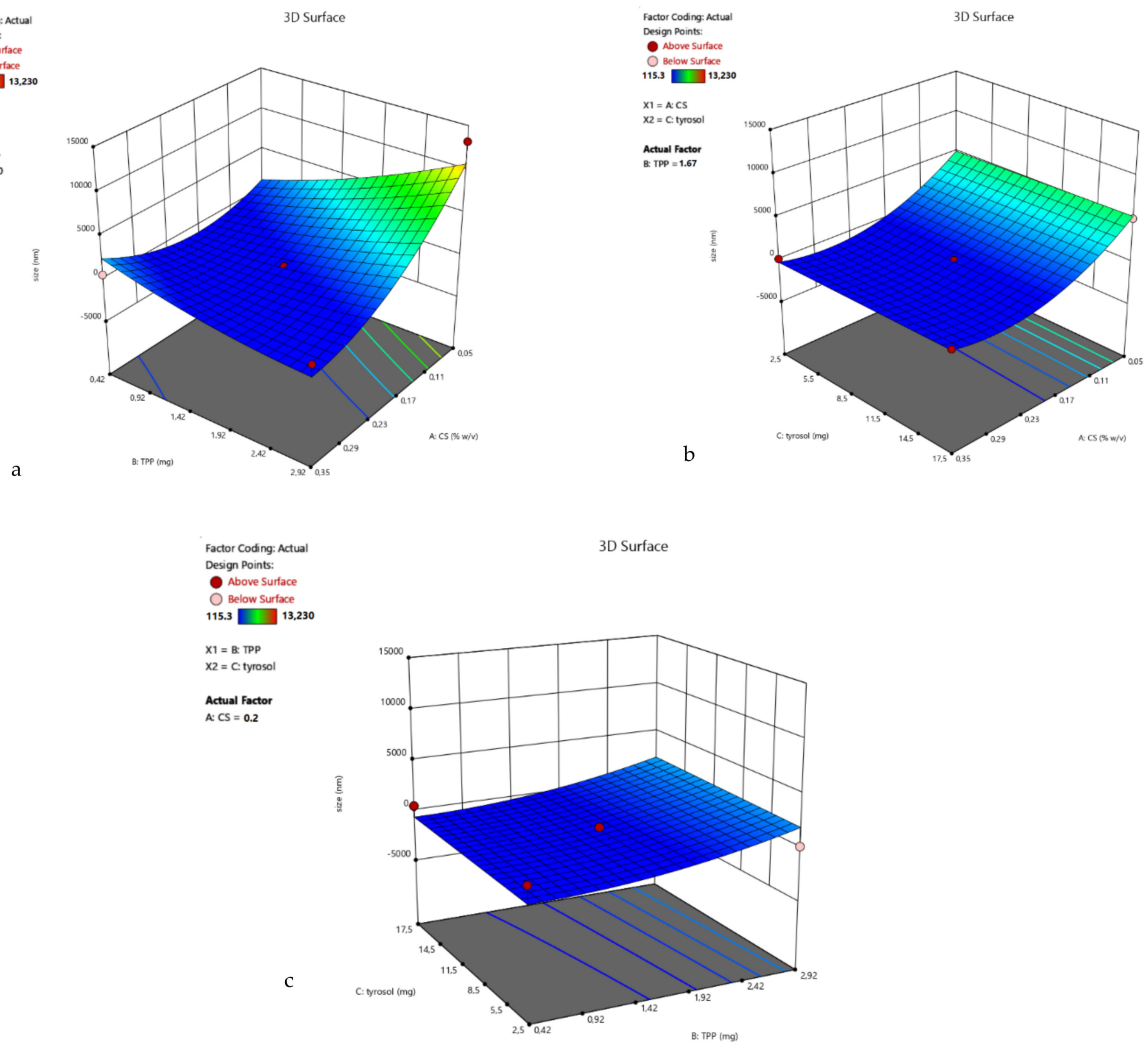 : Actual
3D Surface
:
rface
rface
13,230
0
15000
10000
5000
0
-5000
size (nm)
0.42
0.92
1.42
1.92
2.42
2,92
B: TPP (mg)
0,05
0,11
0,17
0,23
0,29
0,35
A: CS (% w/v)
a
Factor Coding: Actual
3D Surface
Design Points:
Above Surface
Below Surface
115.3 13,230
X1 = A: CS
X2 = C: tyrosol
Actual Factor
B: TPP = 1.67
15000
10000
5000
0
-5000
size (nm)
2,5
5,5
8,5
11,5
14,5
17,5
C: tyrosol (mg)
0,05
0,11
0,17
0,23
0,29
0,35
A: CS (% w/v)
b
Factor Coding: Actual
3D Surface
Design Points:
Above Surface
Below Surface
115.3 13,230
X1 = B: TPP
X2 = C: tyrosol
Actual Factor
A: CS = 0.2
15000
10000
5000
0
-5000
size (nm)
17,5
14,5
11,5
8,5
5,5
2,5
C: tyrosol (mg)
0.42
0.92
1.42
1.92
2.42
2.92
B: TPP (mg)
c